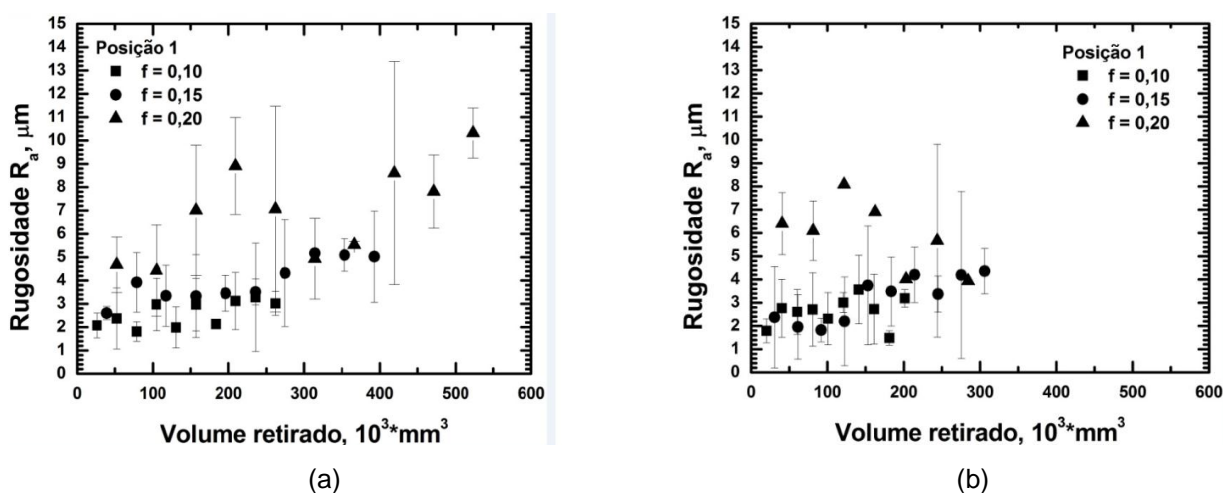 15
14
13
12
11
10
9
8
7
6
5
4
3
2
1
0
Rugosidade Ra, μm
Posição 1
f = 0,10
f = 0,15
f = 0,20
0 100 200 300 400 500 600
Volume retirado, 10³*mm³
(a)
15
14
13
12
11
10
9
8
7
6
5
4
3
2
1
0
Rugosidade Ra, μm
Posição 1
f = 0,10
f = 0,15
f = 0,20
0 100 200 300 400 500 600
Volume retirado, 10³*mm³
(b)